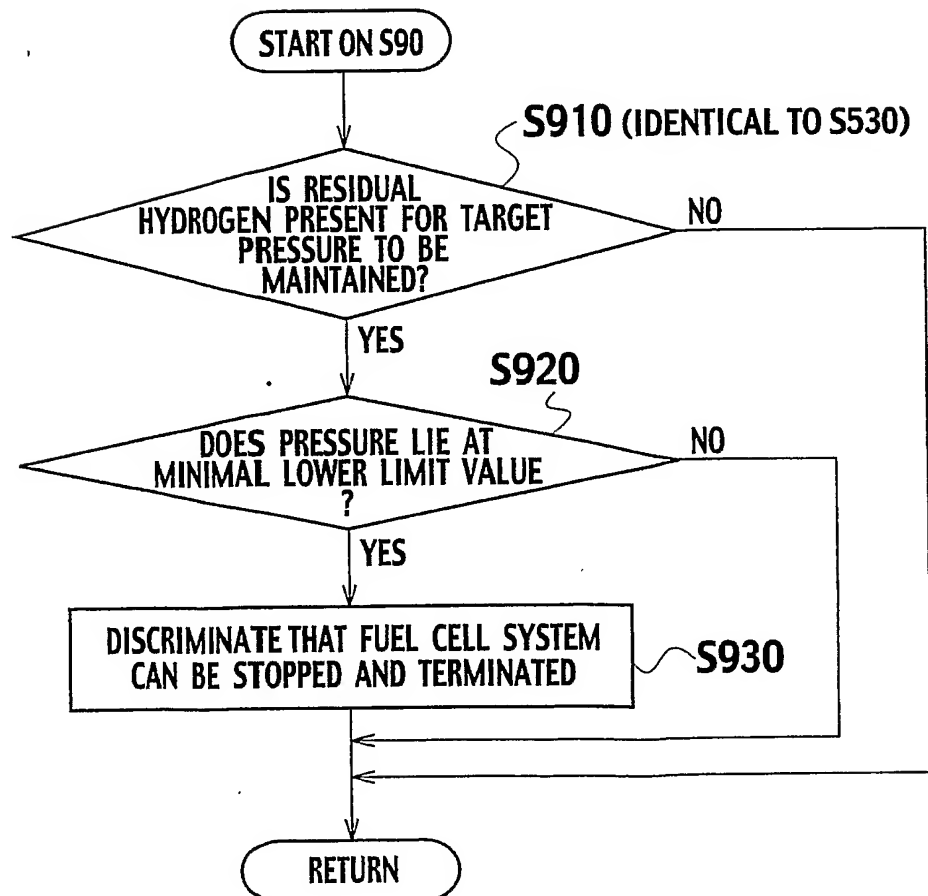 START ON S90
S910 (IDENTICAL TO S530)
IS RESIDUAL
HYDROGEN PRESENT FOR TARGET
PRESSURE TO BE
MAINTAINED?
NO
YES
S920
DOES PRESSURE LIE AT
MINIMAL LOWER LIMIT VALUE
?
NO
YES
DISCRIMINATE THAT FUEL CELL SYSTEM
CAN BE STOPPED AND TERMINATED
S930
RETURN